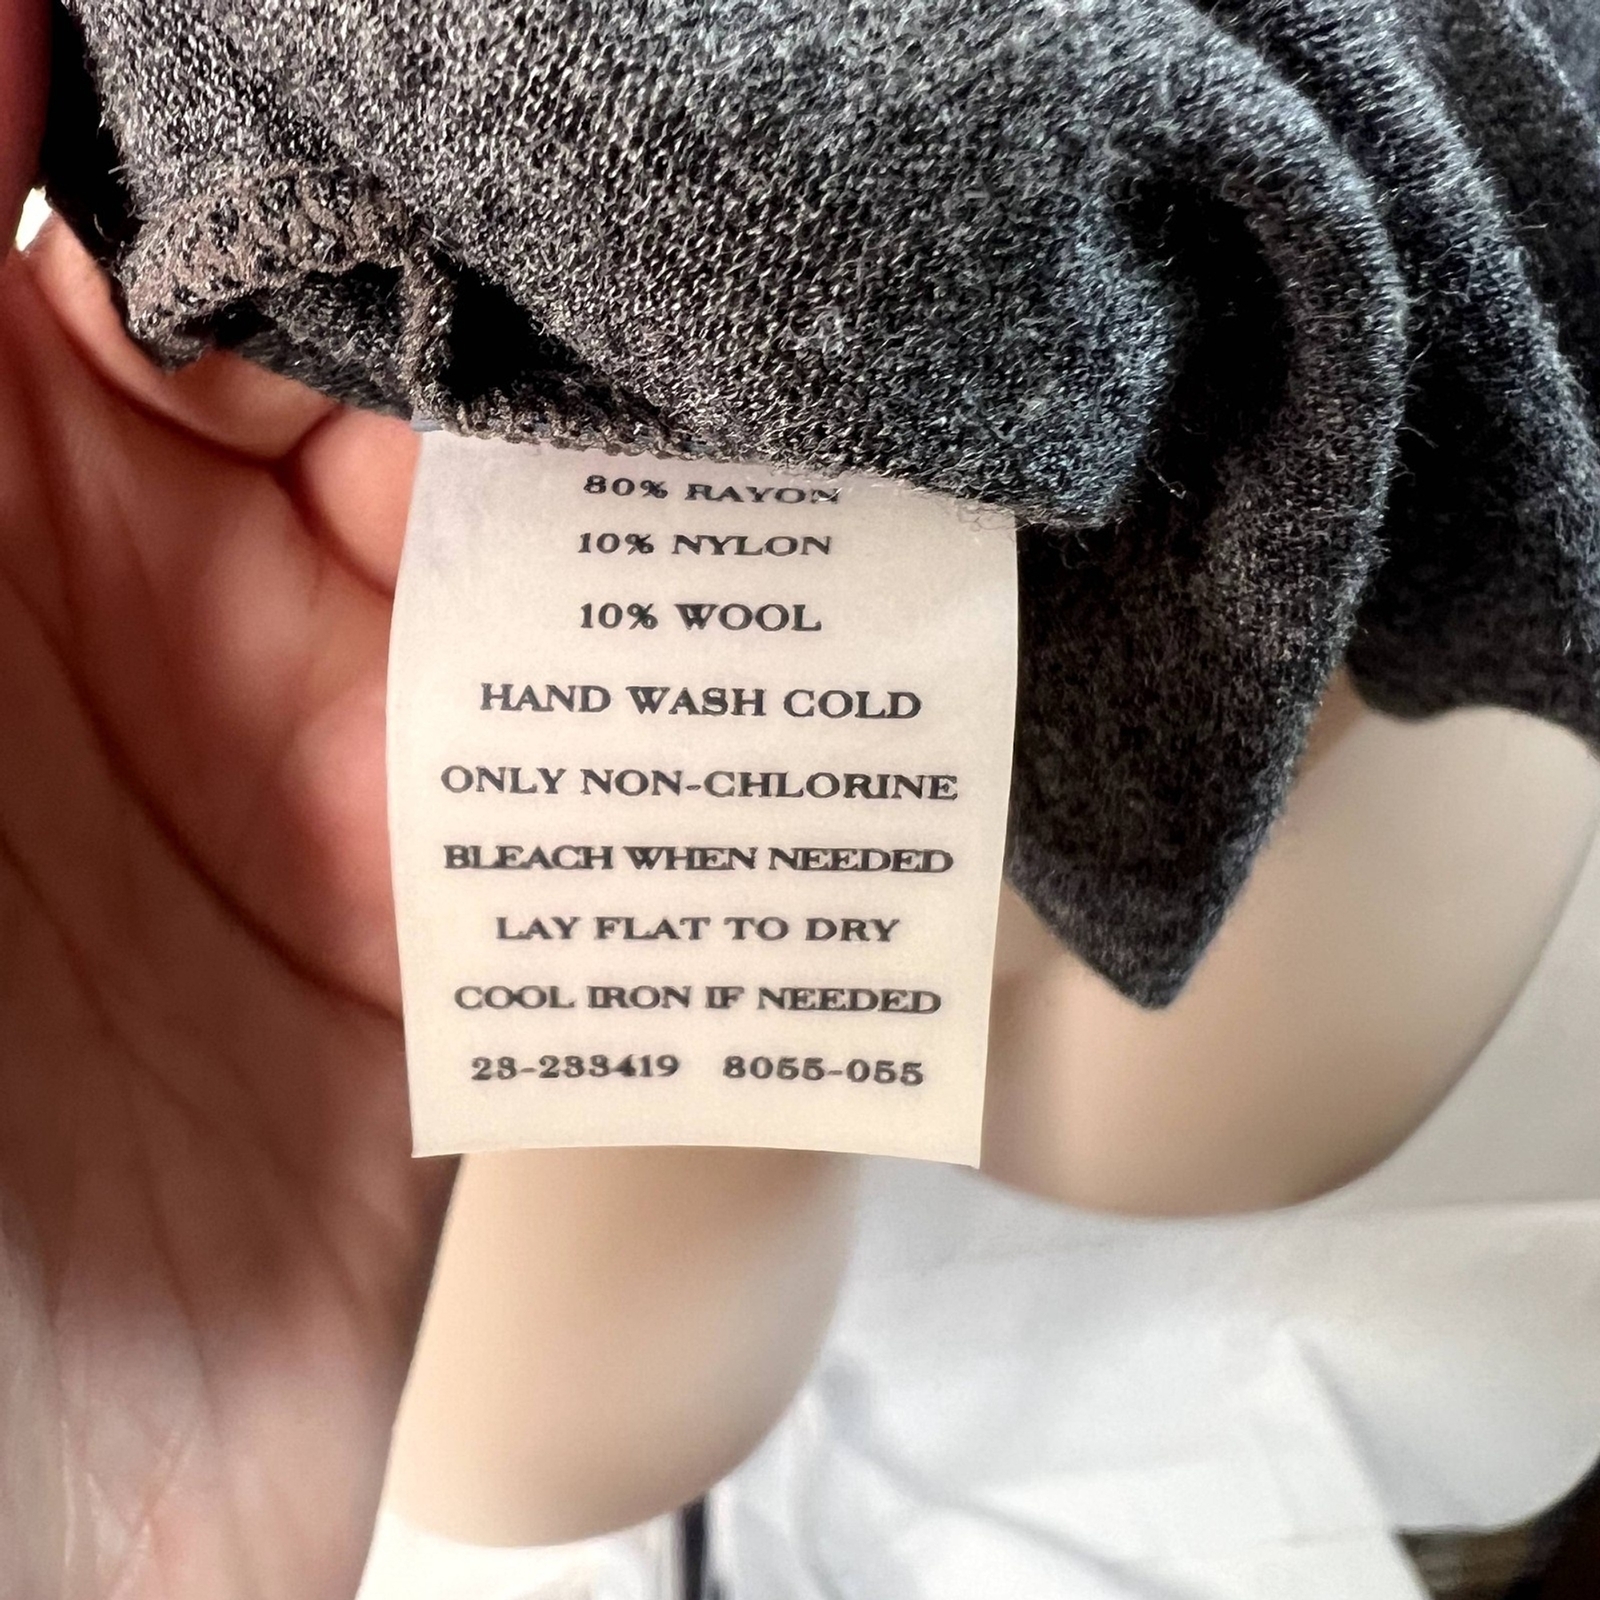 80% RAYON
10% NYLON
10% WOOL
HAND WASH COLD
ONLY NON-CHLORINE
BLEACH WHEN NEEDED
LAY FLAT TO DRY
COOL IRON IF NEEDED
23-233419 8055-055